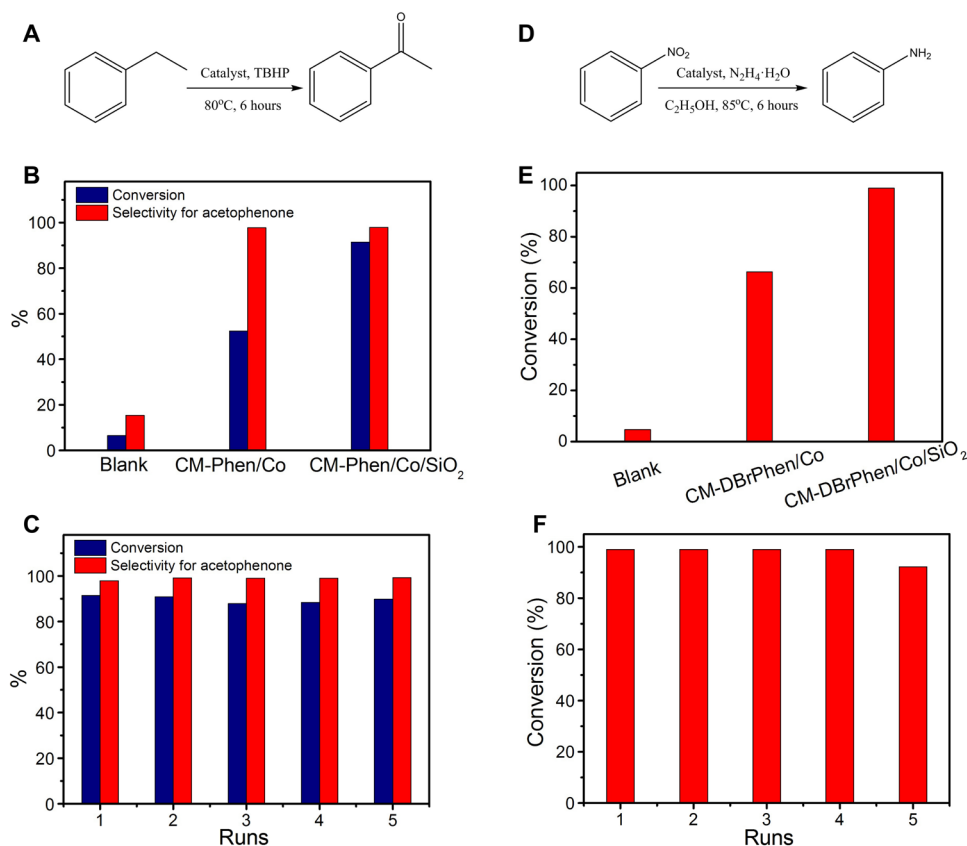 A
O
Catalyst, TBHP
80°C, 6 hours
D
NO2
NH2
Catalyst, N2H4·H2O
C2H5OH, 85°C, 6 hours
B
Conversion
Selectivity for acetophenone
100
80
60
40
20
0
%
Blank
CM-Phen/Co
CM-Phen/Co/SiO2
E
100
80
60
40
20
0
Conversion (%)
Blank
CM-DBrPhen/Co
CM-DBrPhen/Co/SiO2
C
Conversion
Selectivity for acetophenone
100
80
60
40
20
0
%
1 2 3 4 5
Runs
F
100
80
60
40
20
0
Conversion (%)
1 2 3 4 5
Runs